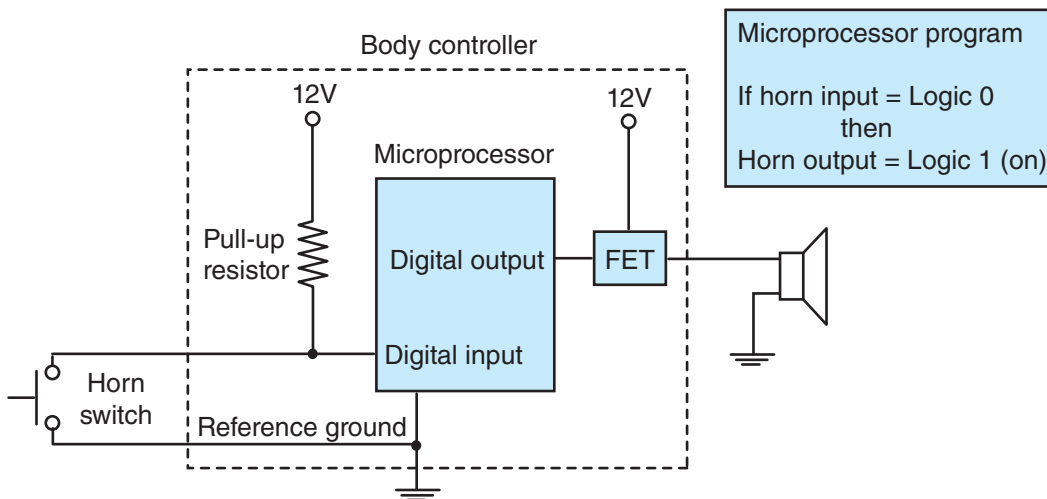 Body controller
12V
12V
Microprocessor
Pull-up
resistor
Digital output
FET
Digital input
Horn
switch
Reference ground
Microprocessor program
If horn input = Logic 0
then
Horn output = Logic 1 (on)